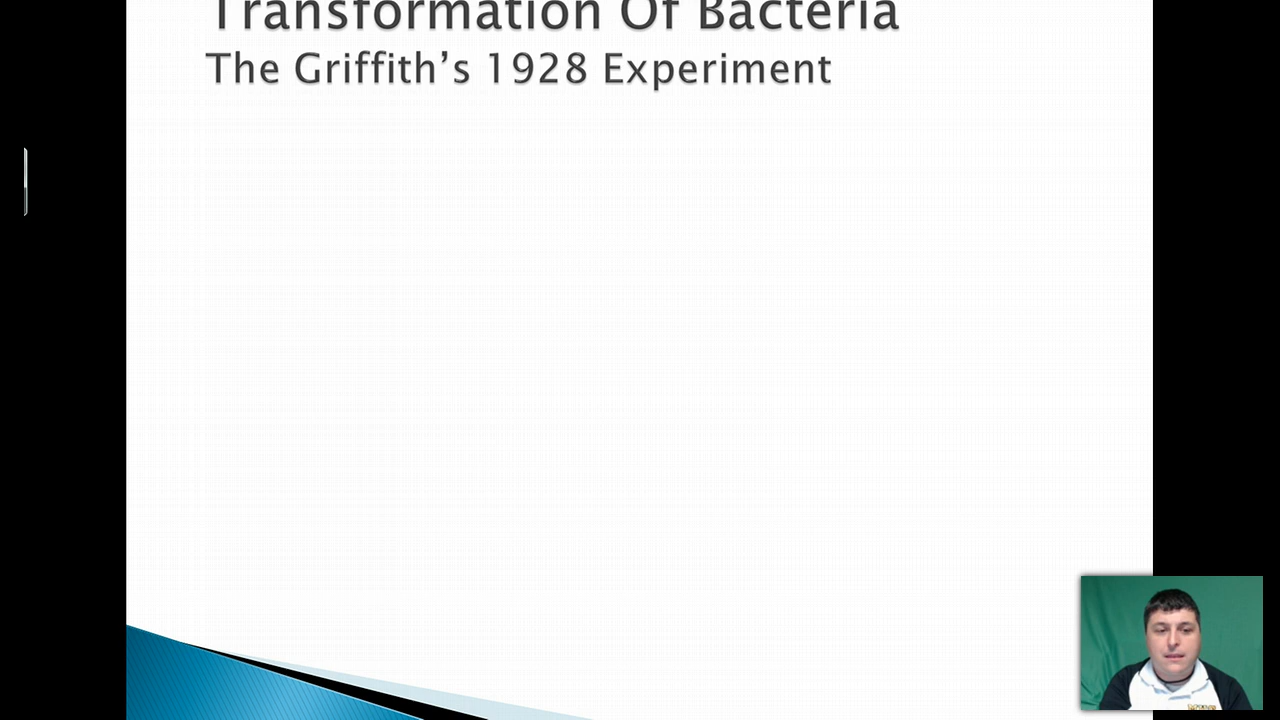 Transformation Of Bacteria
The Griffith’s 1928 Experiment